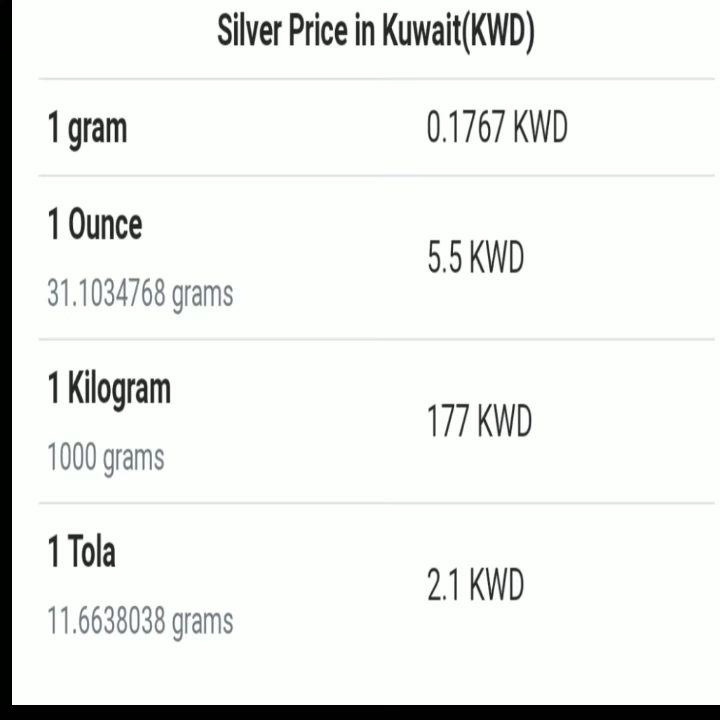 Silver Price in Kuwait(KWD)
1 gram 0.1767 KWD
1 Ounce
5.5 KWD
31.1034768 grams
1 Kilogram
177 KWD
1000 grams
1 Tola
2.1 KWD
11.6638038 grams